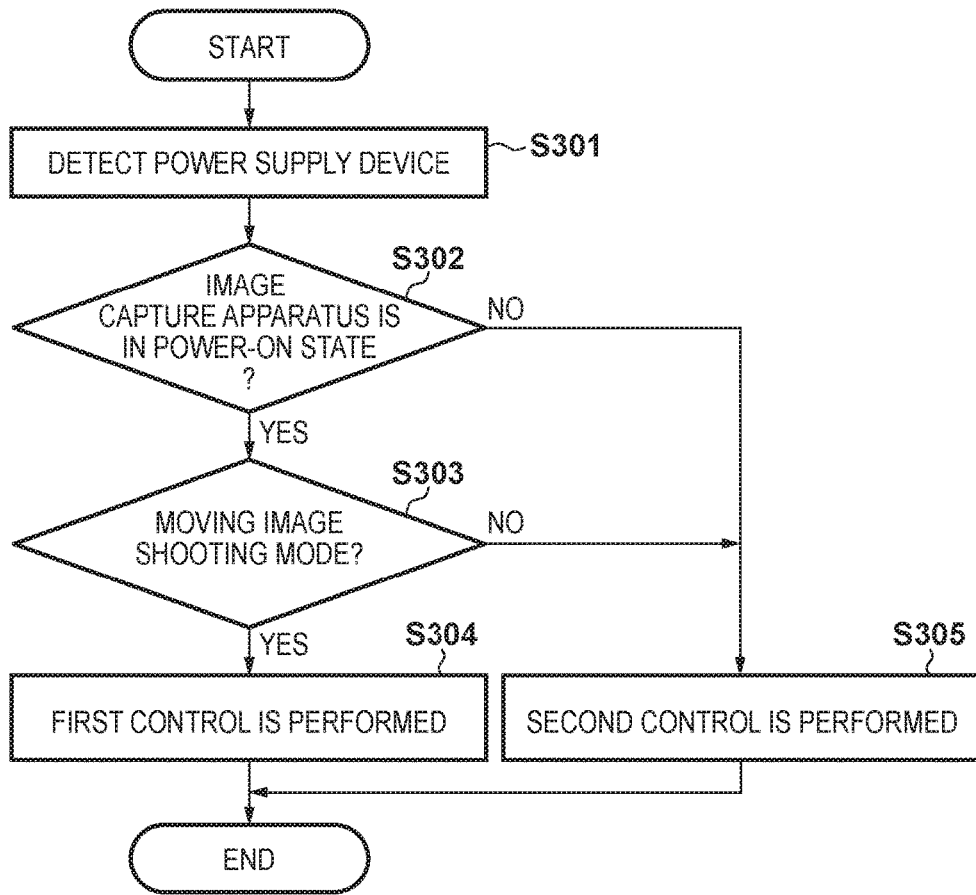 START
DETECT POWER SUPPLY DEVICE
S301
S302
IMAGE
CAPTURE APPARATUS IS
IN POWER-ON STATE
?
NO
YES
S303
MOVING IMAGE
SHOOTING MODE?
NO
YES
S304
FIRST CONTROL IS PERFORMED
S305
SECOND CONTROL IS PERFORMED
END